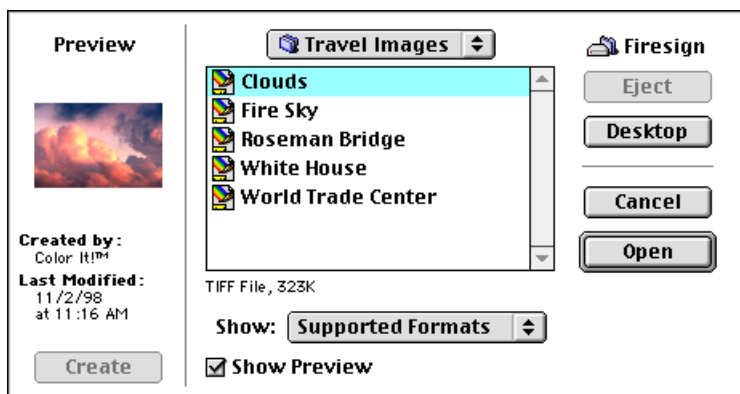 Preview
Created by:
Color It!™
Last Modified:
11/2/98
at 11:16 AM
Create
Travel Images
Clouds
Fire Sky
Roseman Bridge
White House
World Trade Center
TIFF File, 323K
Show: Supported Formats
Show Preview
Firesign
Eject
Desktop
Cancel
Open